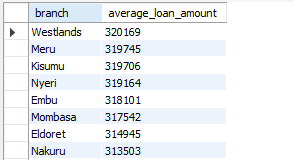 branch average_loan_amount
Westlands 320169
Meru 319745
Kisumu 319706
Nyeri 319164
Embu 318101
Mombasa 317542
Eldoret 314945
Nakuru 313503